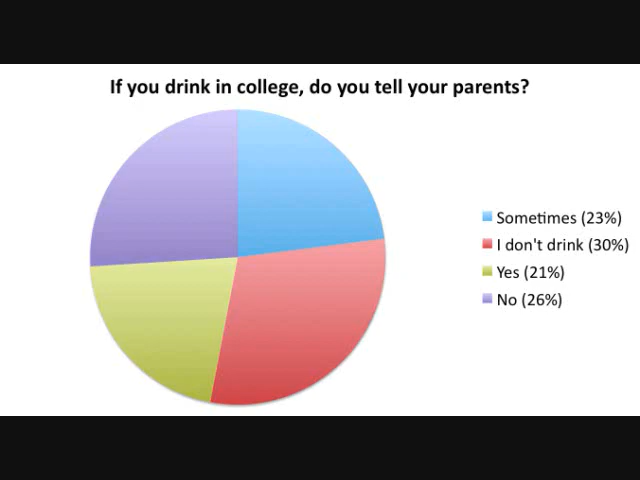 If you drink in college, do you tell your parents?
Sometimes (23%)
I don't drink (30%)
Yes (21%)
No (26%)